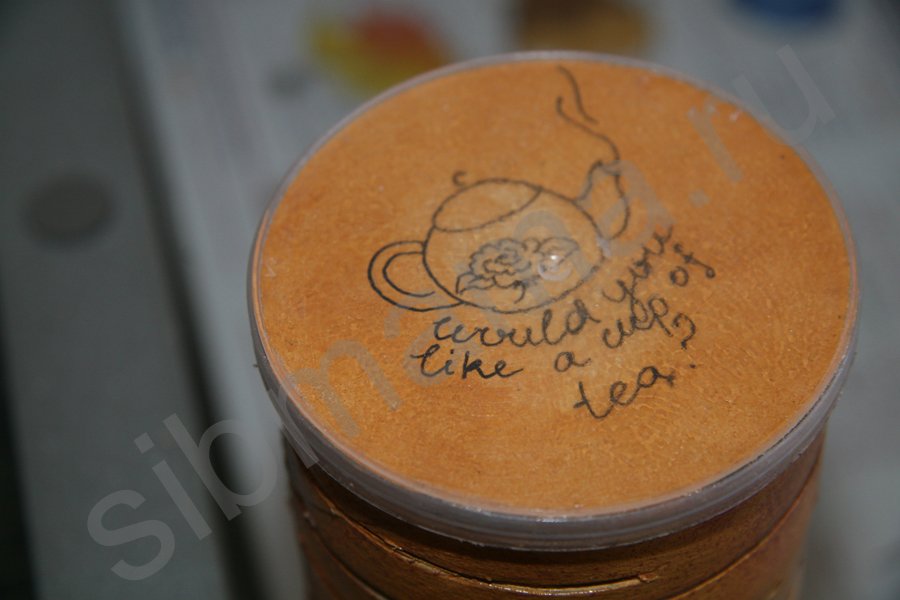 would you
like a cup of
tea?
sibmama.ru